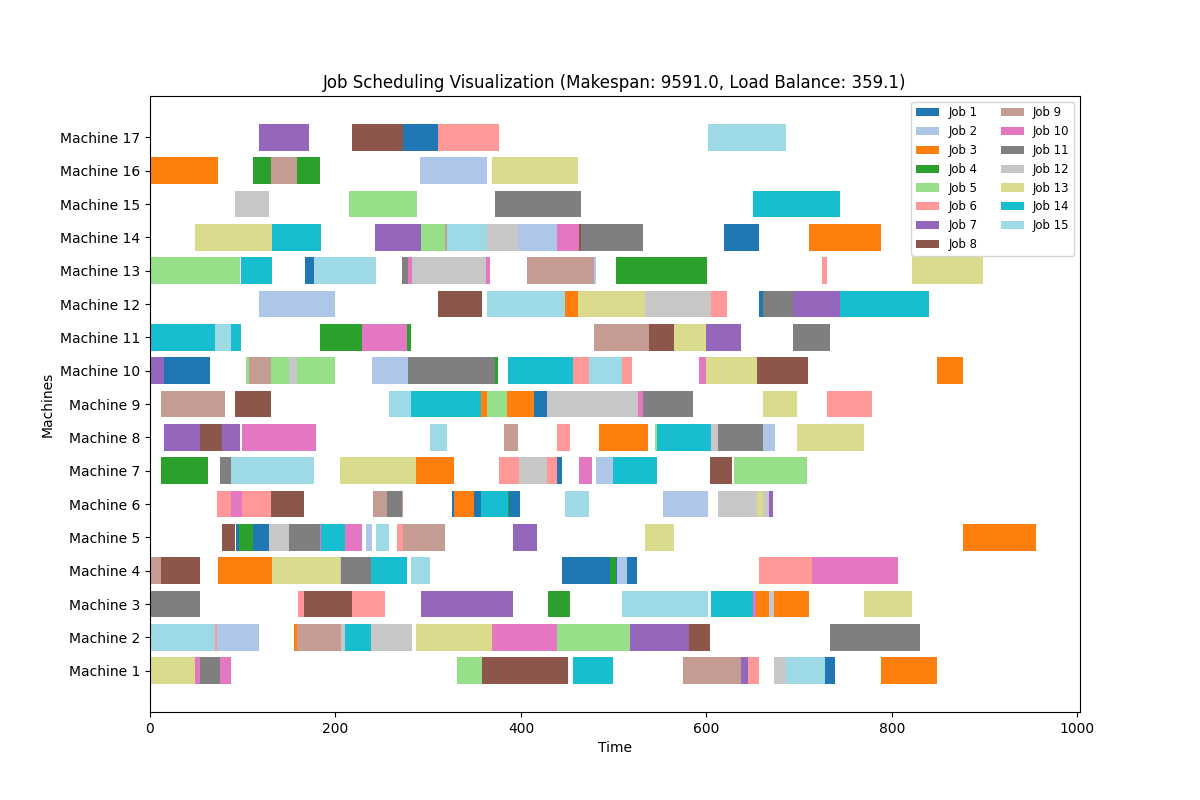 Job Scheduling Visualization (Makespan: 9591.0, Load Balance: 359.1)
Machines
Machine 17
Machine 16
Machine 15
Machine 14
Machine 13
Machine 12
Machine 11
Machine 10
Machine 9
Machine 8
Machine 7
Machine 6
Machine 5
Machine 4
Machine 3
Machine 2
Machine 1
Job 1
Job 2
Job 3
Job 4
Job 5
Job 6
Job 7
Job 8
Job 9
Job 10
Job 11
Job 12
Job 13
Job 14
Job 15
0 200 400 600 800 1000
Time